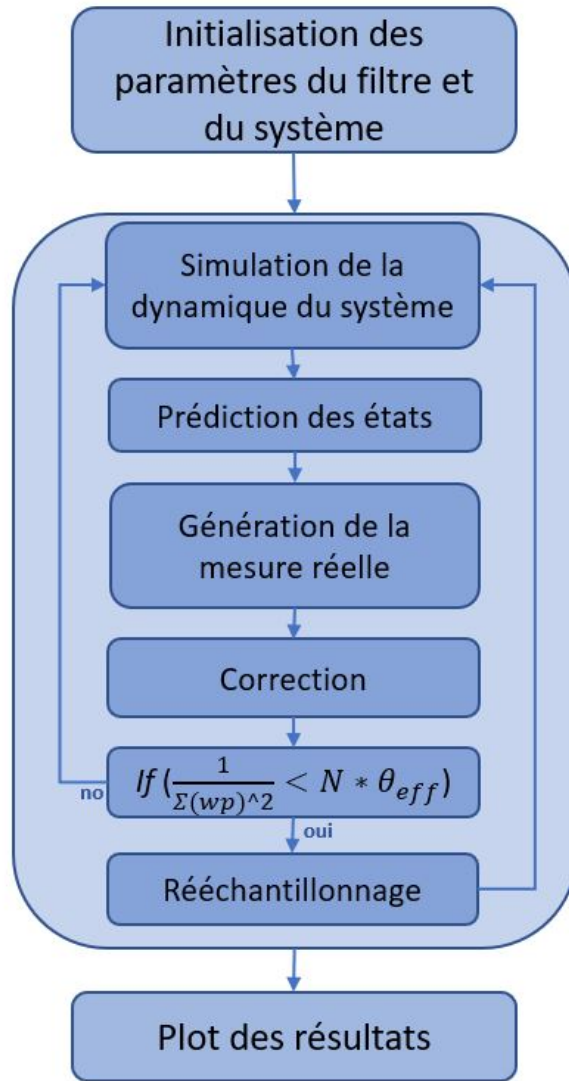 Initialisation des
paramètres du filtre et
du système
Simulation de la
dynamique du système
Prédiction des états
Génération de la
mesure réelle
Correction
If (1/Σ(wp)^2 < N * θ_eff)
no
oui
Rééchantillonnage
Plot des résultats